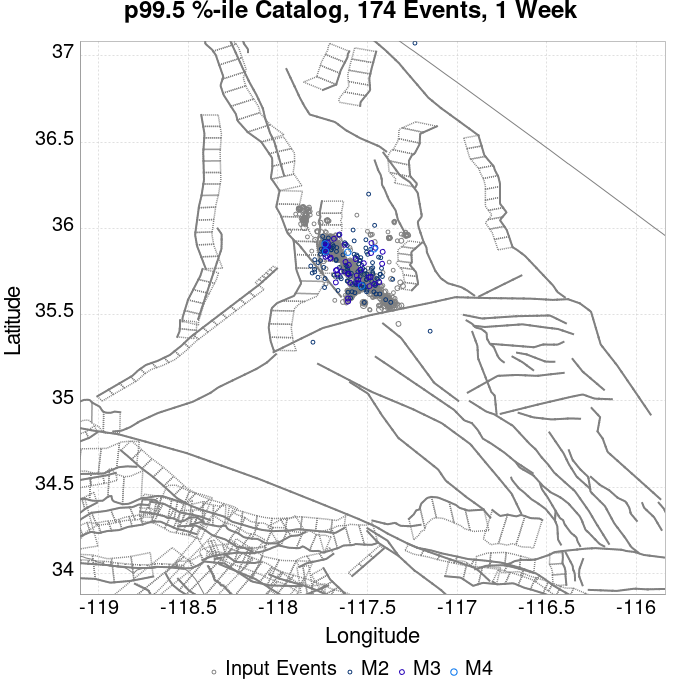 p99.5 %-ile Catalog, 174 Events, 1 Week
37
36.5
36
35.5
35
34.5
34
Latitude
-119 -118.5 -118 -117.5 -117 -116.5 -116
Longitude
Input Events M2 M3 M4